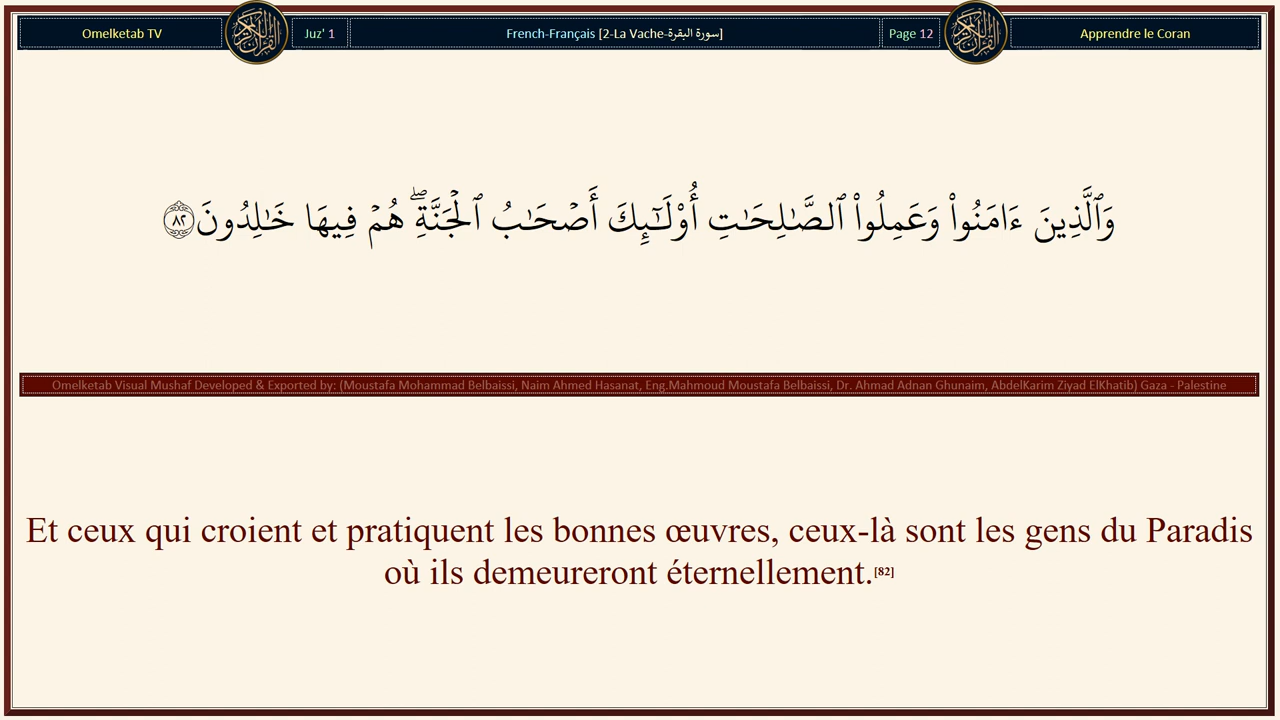 Omelketab TV
Juz' 1
French-Français [2-La Vache-سورة البقرة]
Page 12
Apprendre le Coran
وَٱلَّذِينَ ءَامَنُوا۟ وَعَمِلُوا۟ ٱلصَّـٰلِحَـٰتِ أُو۟لَـٰٓئِكَ أَصْحَـٰبُ ٱلْجَنَّةِ ۖ هُمْ فِيهَا خَـٰلِدُونَ ٨٢
Omelketab Visual Mushaf Developed & Exported by: (Moustafa Mohammad Belbaissi, Naim Ahmed Hasanat, Eng.Mahmoud Moustafa Belbaissi, Dr. Ahmad Adnan Ghunaim, AbdelKarim Ziyad ElKhatib) Gaza - Palestine
Et ceux qui croient et pratiquent les bonnes œuvres, ceux-là sont les gens du Paradis
où ils demeureront éternellement.[82]